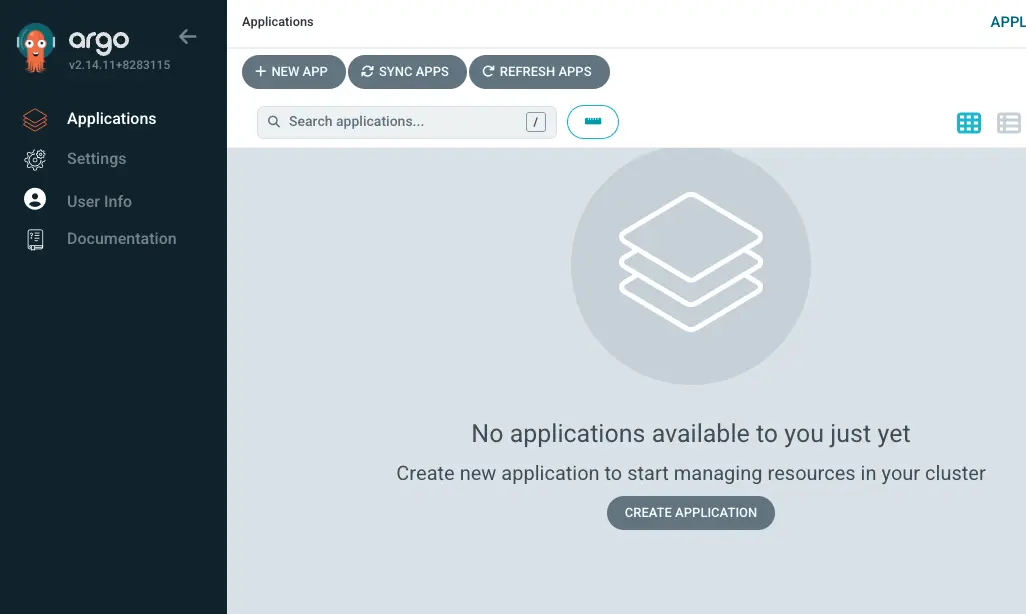 argo
v2.14.11+8283115
Applications
Settings
User Info
Documentation
Applications
APPL
NEW APP
SYNC APPS
REFRESH APPS
Search applications...
/
No applications available to you just yet
Create new application to start managing resources in your cluster
CREATE APPLICATION